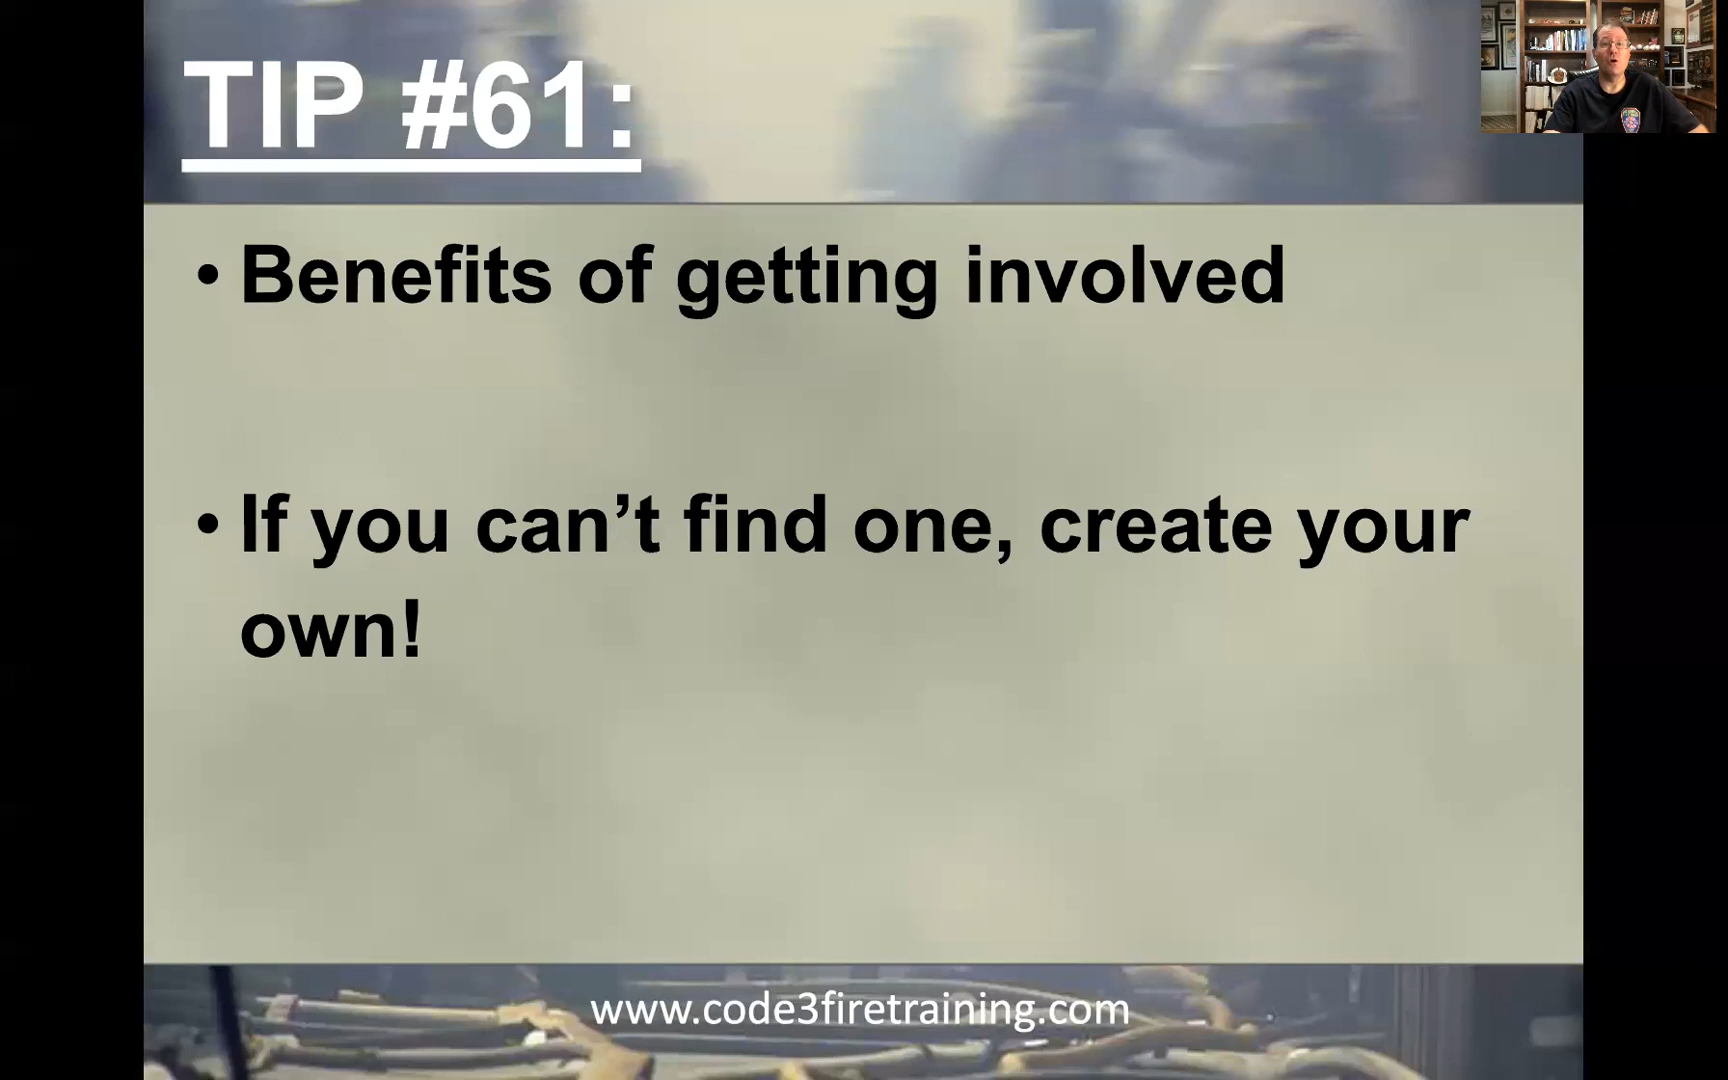 TIP #61:
• Benefits of getting involved
• If you can’t find one, create your
own!
www.code3firetraining.com